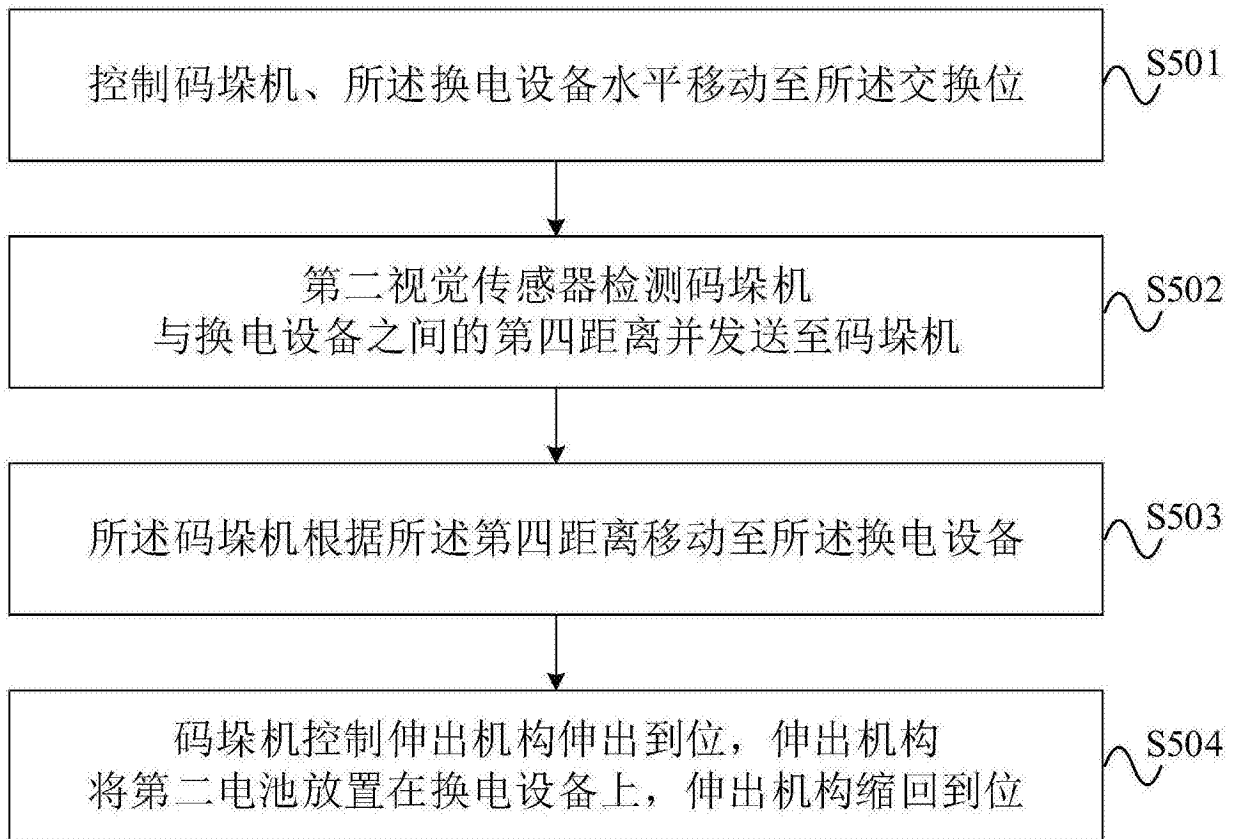 控制码垛机、所述换电设备水平移动至所述交换位
S501
第二视觉传感器检测码垛机
与换电设备之间的第四距离并发送至码垛机
S502
所述码垛机根据所述第四距离移动至所述换电设备
S503
码垛机控制伸出机构伸出到位，伸出机构
将第二电池放置在换电设备上，伸出机构缩回到位
S504